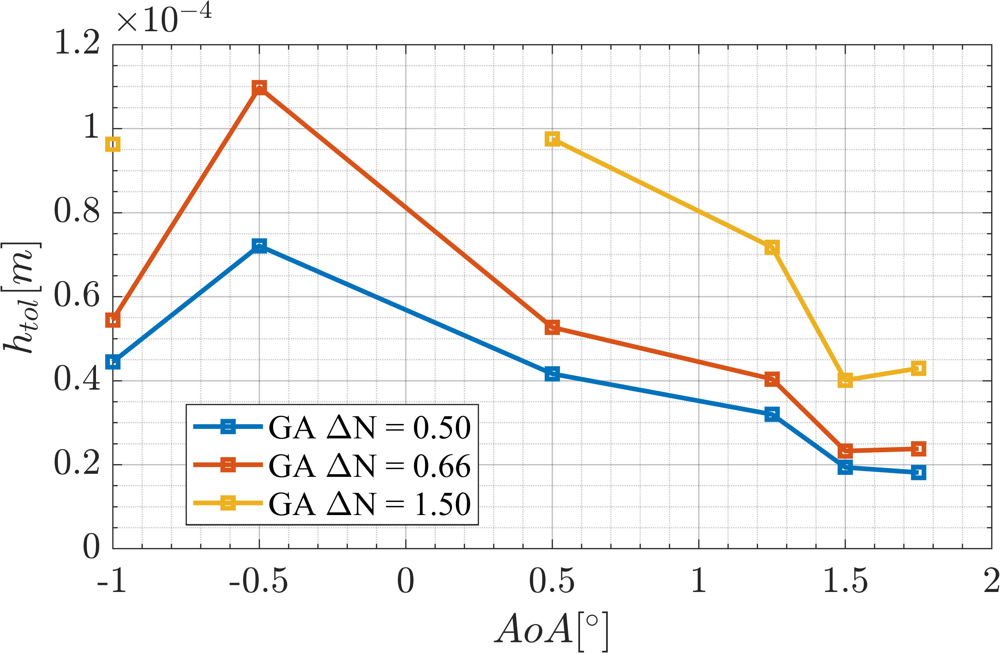 ×10⁻⁴
1.2
1
0.8
0.6
0.4
0.2
0
h_tol [m]
GA ΔN = 0.50
GA ΔN = 0.66
GA ΔN = 1.50
-1 -0.5 0 0.5 1 1.5 2
AoA[°]